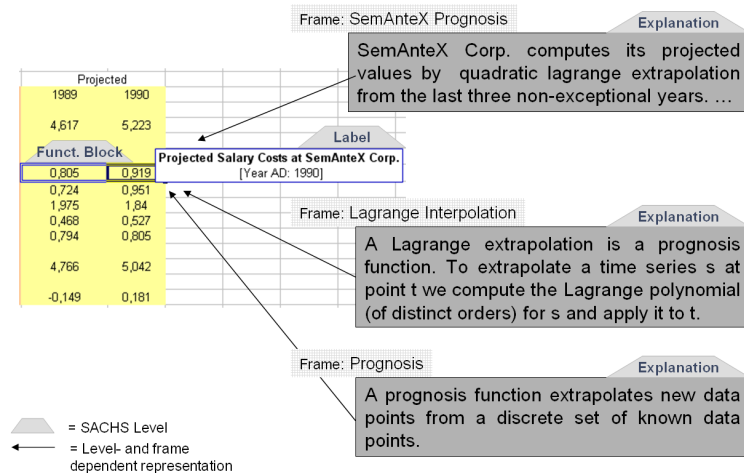 Frame: SemAnteX Prognosis
Explanation
SemAnteX Corp. computes its projected
values by quadratic lagrange extrapolation
from the last three non-exceptional years. ...
Projected
1989 1990
4,617 5,223
Funct. Block
Label
0,805 0,919
Projected Salary Costs at SemAnteX Corp.
[Year AD: 1990]
0,724 0,951
1,975 1,84
0,468 0,527
0,794 0,805
4,766 5,042
-0,149 0,181
Frame: Lagrange Interpolation
Explanation
A Lagrange extrapolation is a prognosis
function. To extrapolate a time series s at
point t we compute the Lagrange polynomial
(of distinct orders) for s and apply it to t.
Frame: Prognosis
Explanation
A prognosis function extrapolates new data
points from a discrete set of known data
points.
= SACHS Level
= Level- and frame
dependent representation